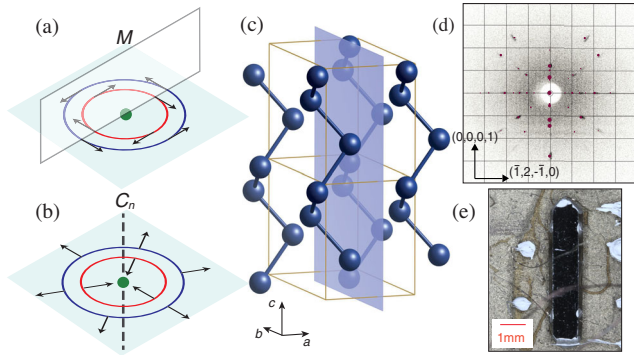 (a)
M
(b)
Cn
(c)
c
b
a
(d)
(0,0,0,1)
(1̄,2,-1̄,0)
(e)
1mm